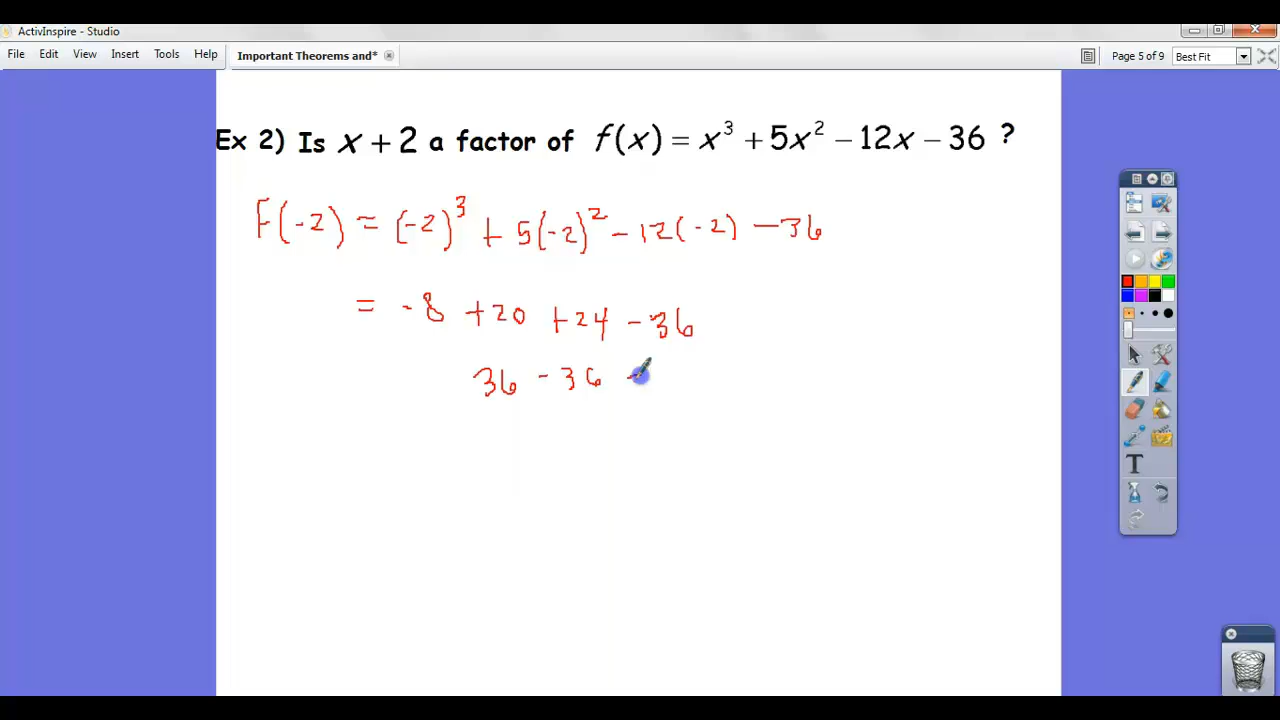 ActivInspire - Studio
File Edit View Insert Tools Help Important Theorems and* Page 5 of 9 Best Fit
Ex 2) Is x + 2 a factor of f(x) = x³ + 5x² − 12x − 36 ?
F(-2) = (-2)³ + 5(-2)² - 12(-2) - 36
= -8 +20 +24 - 36
36 - 36
T